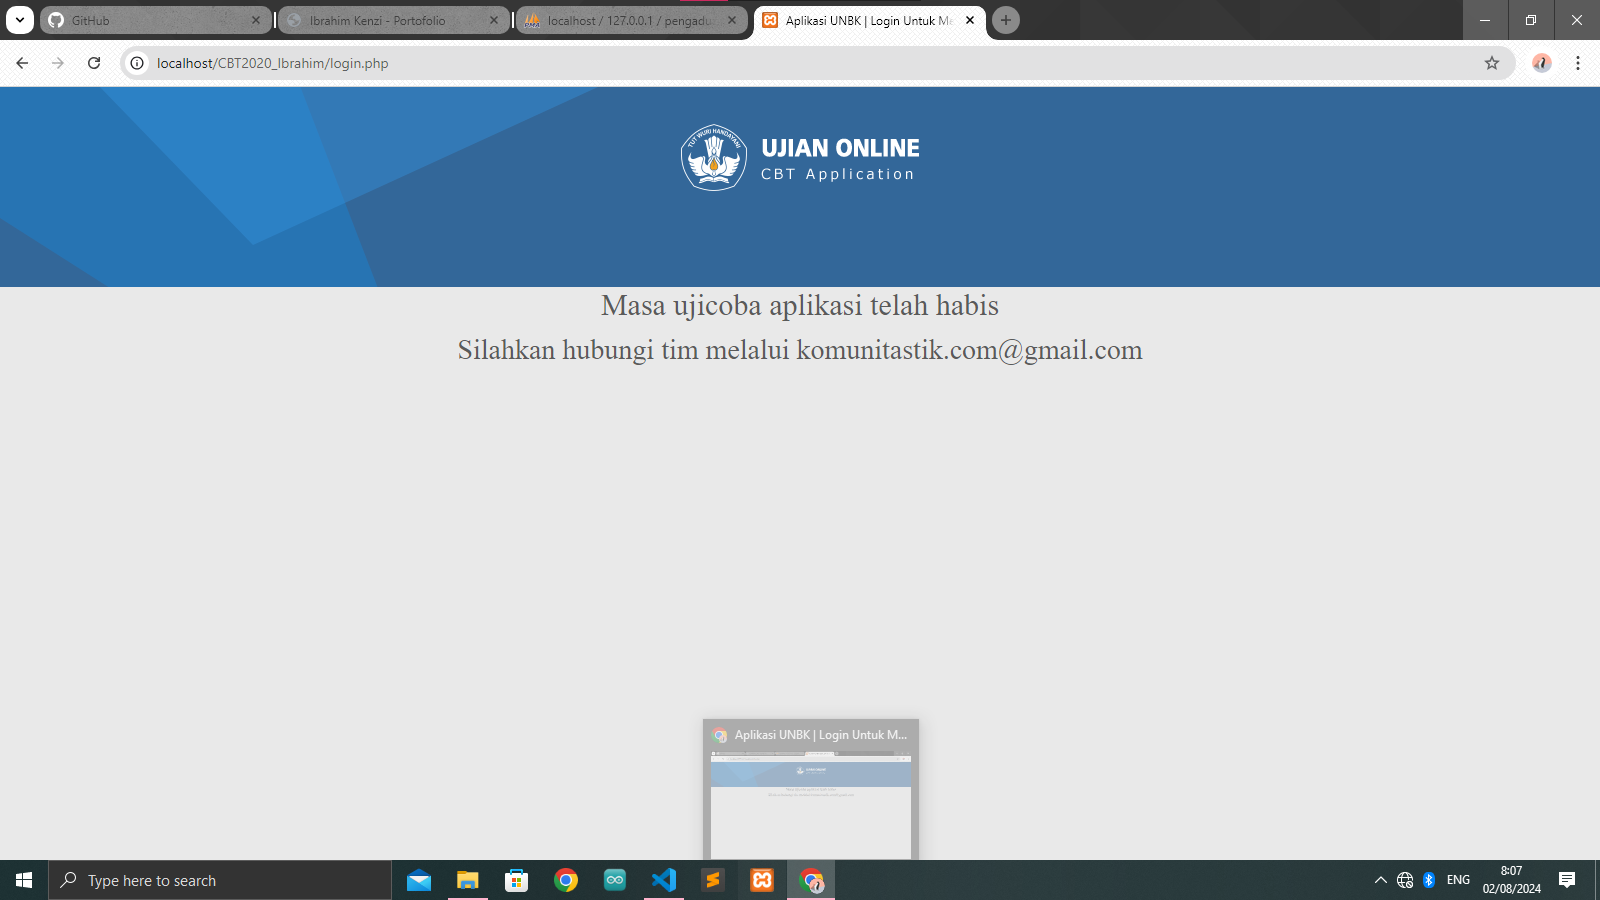 GitHub
Ibrahim Kenzi - Portofolio
localhost / 127.0.0.1 / pengadu
Aplikasi UNBK | Login Untuk Me
localhost/CBT2020_Ibrahim/login.php
TUT WURI HANDAYANI
UJIAN ONLINE
CBT Application
Masa ujicoba aplikasi telah habis
Silahkan hubungi tim melalui komunitastik.com@gmail.com
Aplikasi UNBK | Login Untuk M...
Type here to search
ENG
8:07
02/08/2024